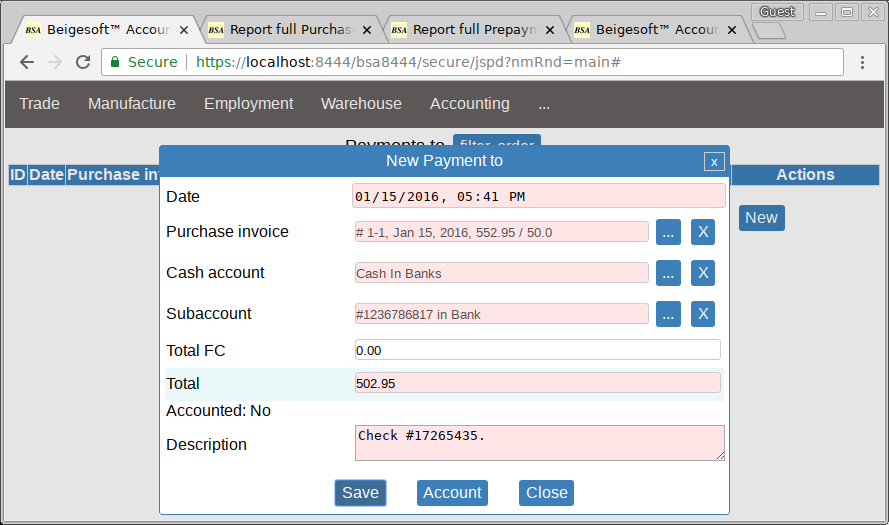 Guest
BSA Beigesoft™ Accour
BSA Report full Purchas
BSA Report full Prepaym
BSA Beigesoft™ Accour
Secure https://localhost:8444/bsa8444/secure/jspd?nmRnd=main#
Trade Manufacture Employment Warehouse Accounting ...
Payments to filter, order
New Payment to x
ID Date Purchase in Actions
Date 01/15/2016, 05:41 PM
New
Purchase invoice # 1-1, Jan 15, 2016, 552.95 / 50.0 ... X
Cash account Cash In Banks ... X
Subaccount #1236786817 in Bank ... X
Total FC 0.00
Total 502.95
Accounted: No
Description Check #17265435.
Save Account Close